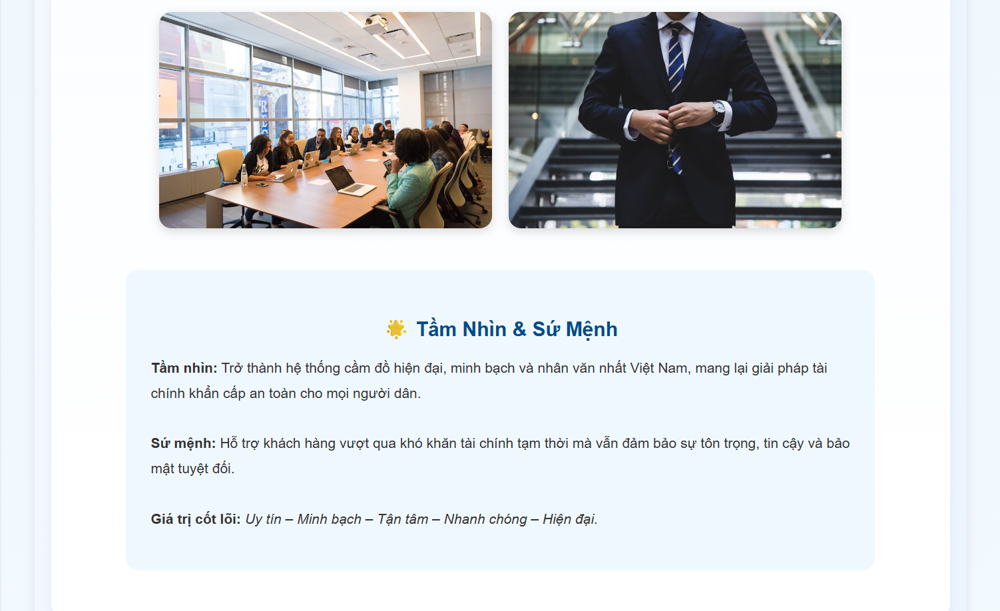 🌟 Tầm Nhìn & Sứ Mệnh
Tầm nhìn: Trở thành hệ thống cầm đồ hiện đại, minh bạch và nhân văn nhất Việt Nam, mang lại giải pháp tài
chính khẩn cấp an toàn cho mọi người dân.
Sứ mệnh: Hỗ trợ khách hàng vượt qua khó khăn tài chính tạm thời mà vẫn đảm bảo sự tôn trọng, tin cậy và bảo
mật tuyệt đối.
Giá trị cốt lõi: Uy tín – Minh bạch – Tận tâm – Nhanh chóng – Hiện đại.